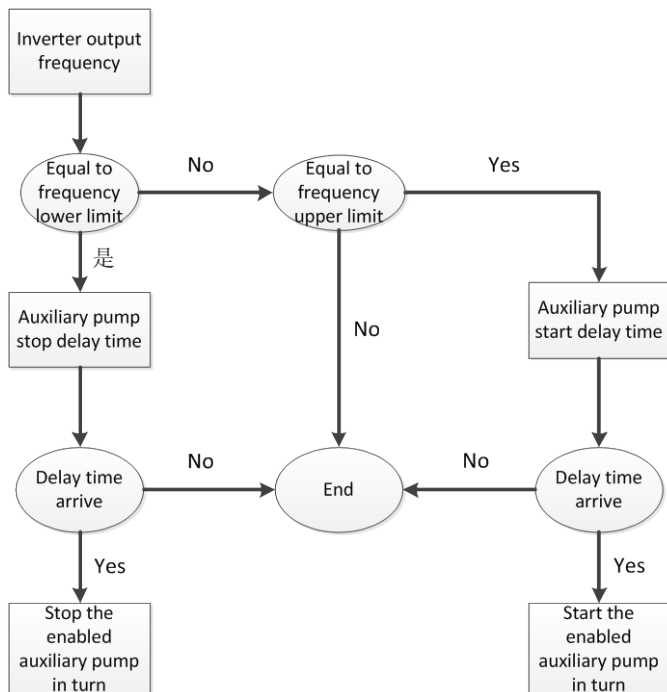 Inverter output
frequency
Equal to
frequency
lower limit
No
Equal to
frequency
upper limit
Yes
是
Auxiliary pump
stop delay time
No
Auxiliary pump
start delay time
Delay time
arrive
No
End
No
Delay time
arrive
Yes
Yes
Stop the
enabled
auxiliary pump
in turn
Start the
enabled
auxiliary pump
in turn